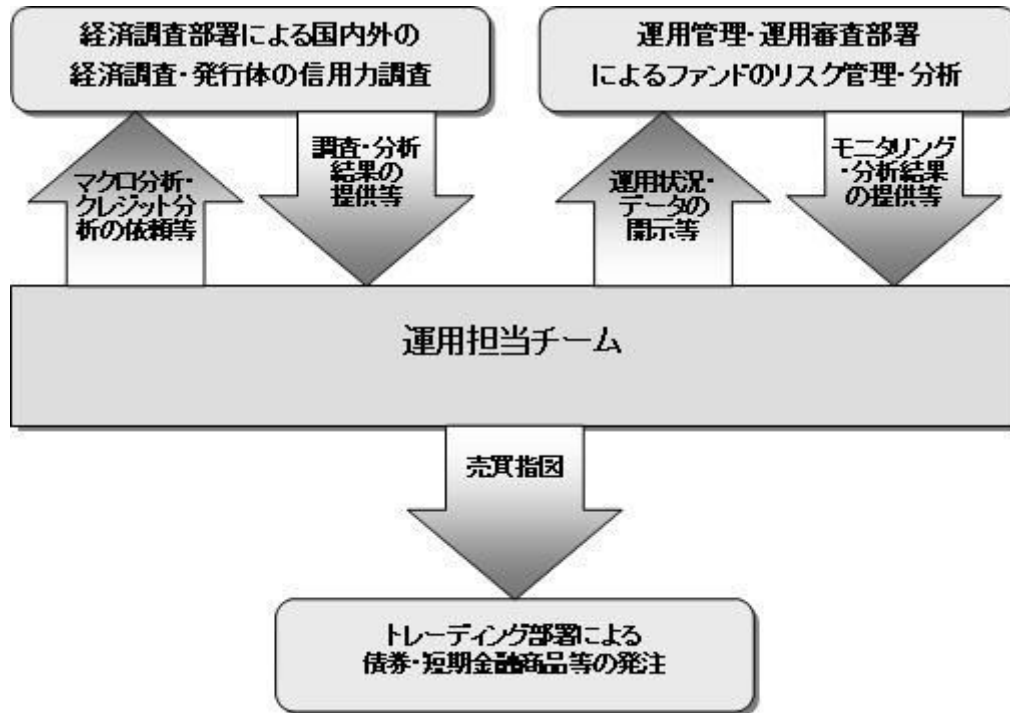 経済調査部署による国内外の
経済調査・発行体の信用力調査
運用管理・運用審査部署
によるファンドのリスク管理・分析
マクロ分析・
クレジット分
析の依頼等
調査・分析
結果の
提供等
運用状況・
データの
開示等
モニタリング
・分析結果
の提供等
運用担当チーム
売買指図
トレーディング部署による
債券・短期金融商品等の発注